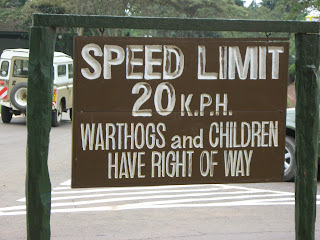 SPEED LIMIT
20 K.P.H.
WARTHOGS and CHILDREN
HAVE RIGHT OF WAY